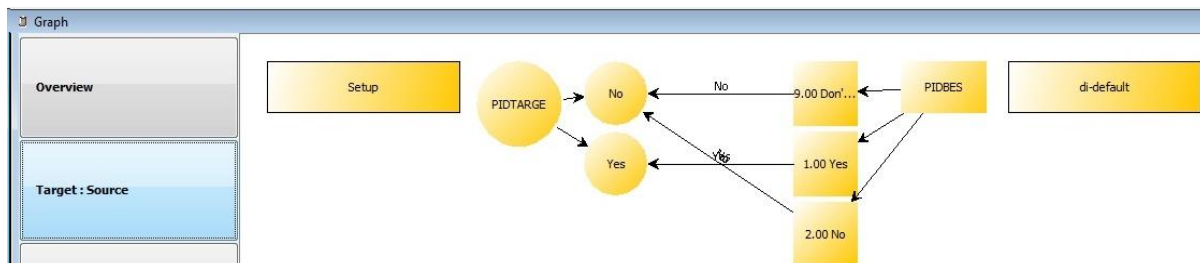 Graph
Overview
Target : Source
Setup
PIDTARGE
No
Yes
No
9.00 Don'...
1.00 Yes
2.00 No
PIDBES
di-default